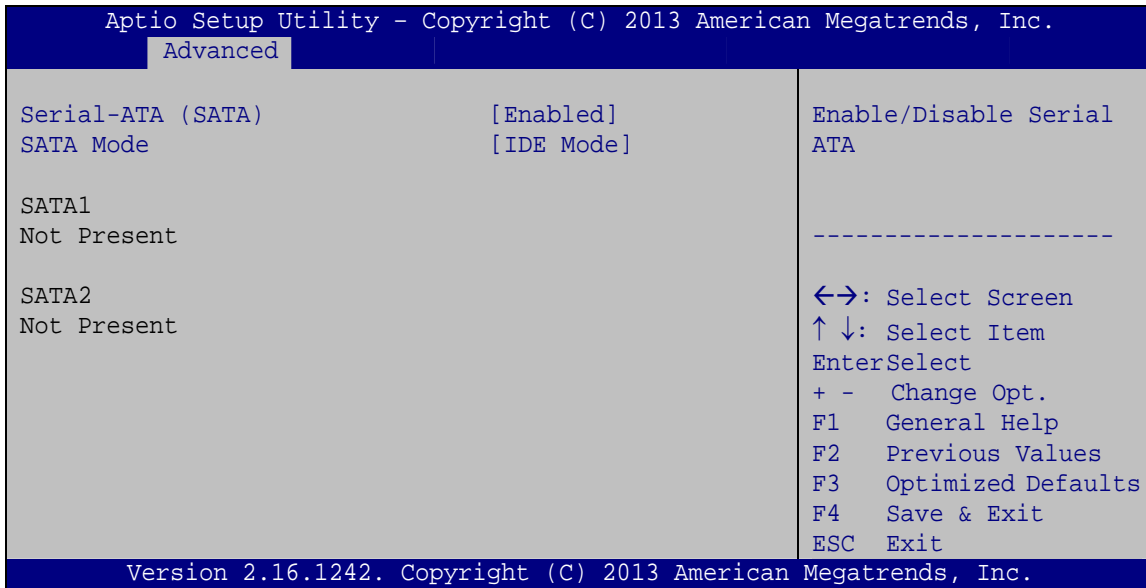 Aptio Setup Utility – Copyright (C) 2013 American Megatrends, Inc.
Advanced
Serial-ATA (SATA) [Enabled]
SATA Mode [IDE Mode]
SATA1
Not Present
SATA2
Not Present
Enable/Disable Serial
ATA
---------------------
←→: Select Screen
↑ ↓: Select Item
EnterSelect
+ - Change Opt.
F1 General Help
F2 Previous Values
F3 Optimized Defaults
F4 Save & Exit
ESC Exit
Version 2.16.1242. Copyright (C) 2013 American Megatrends, Inc.